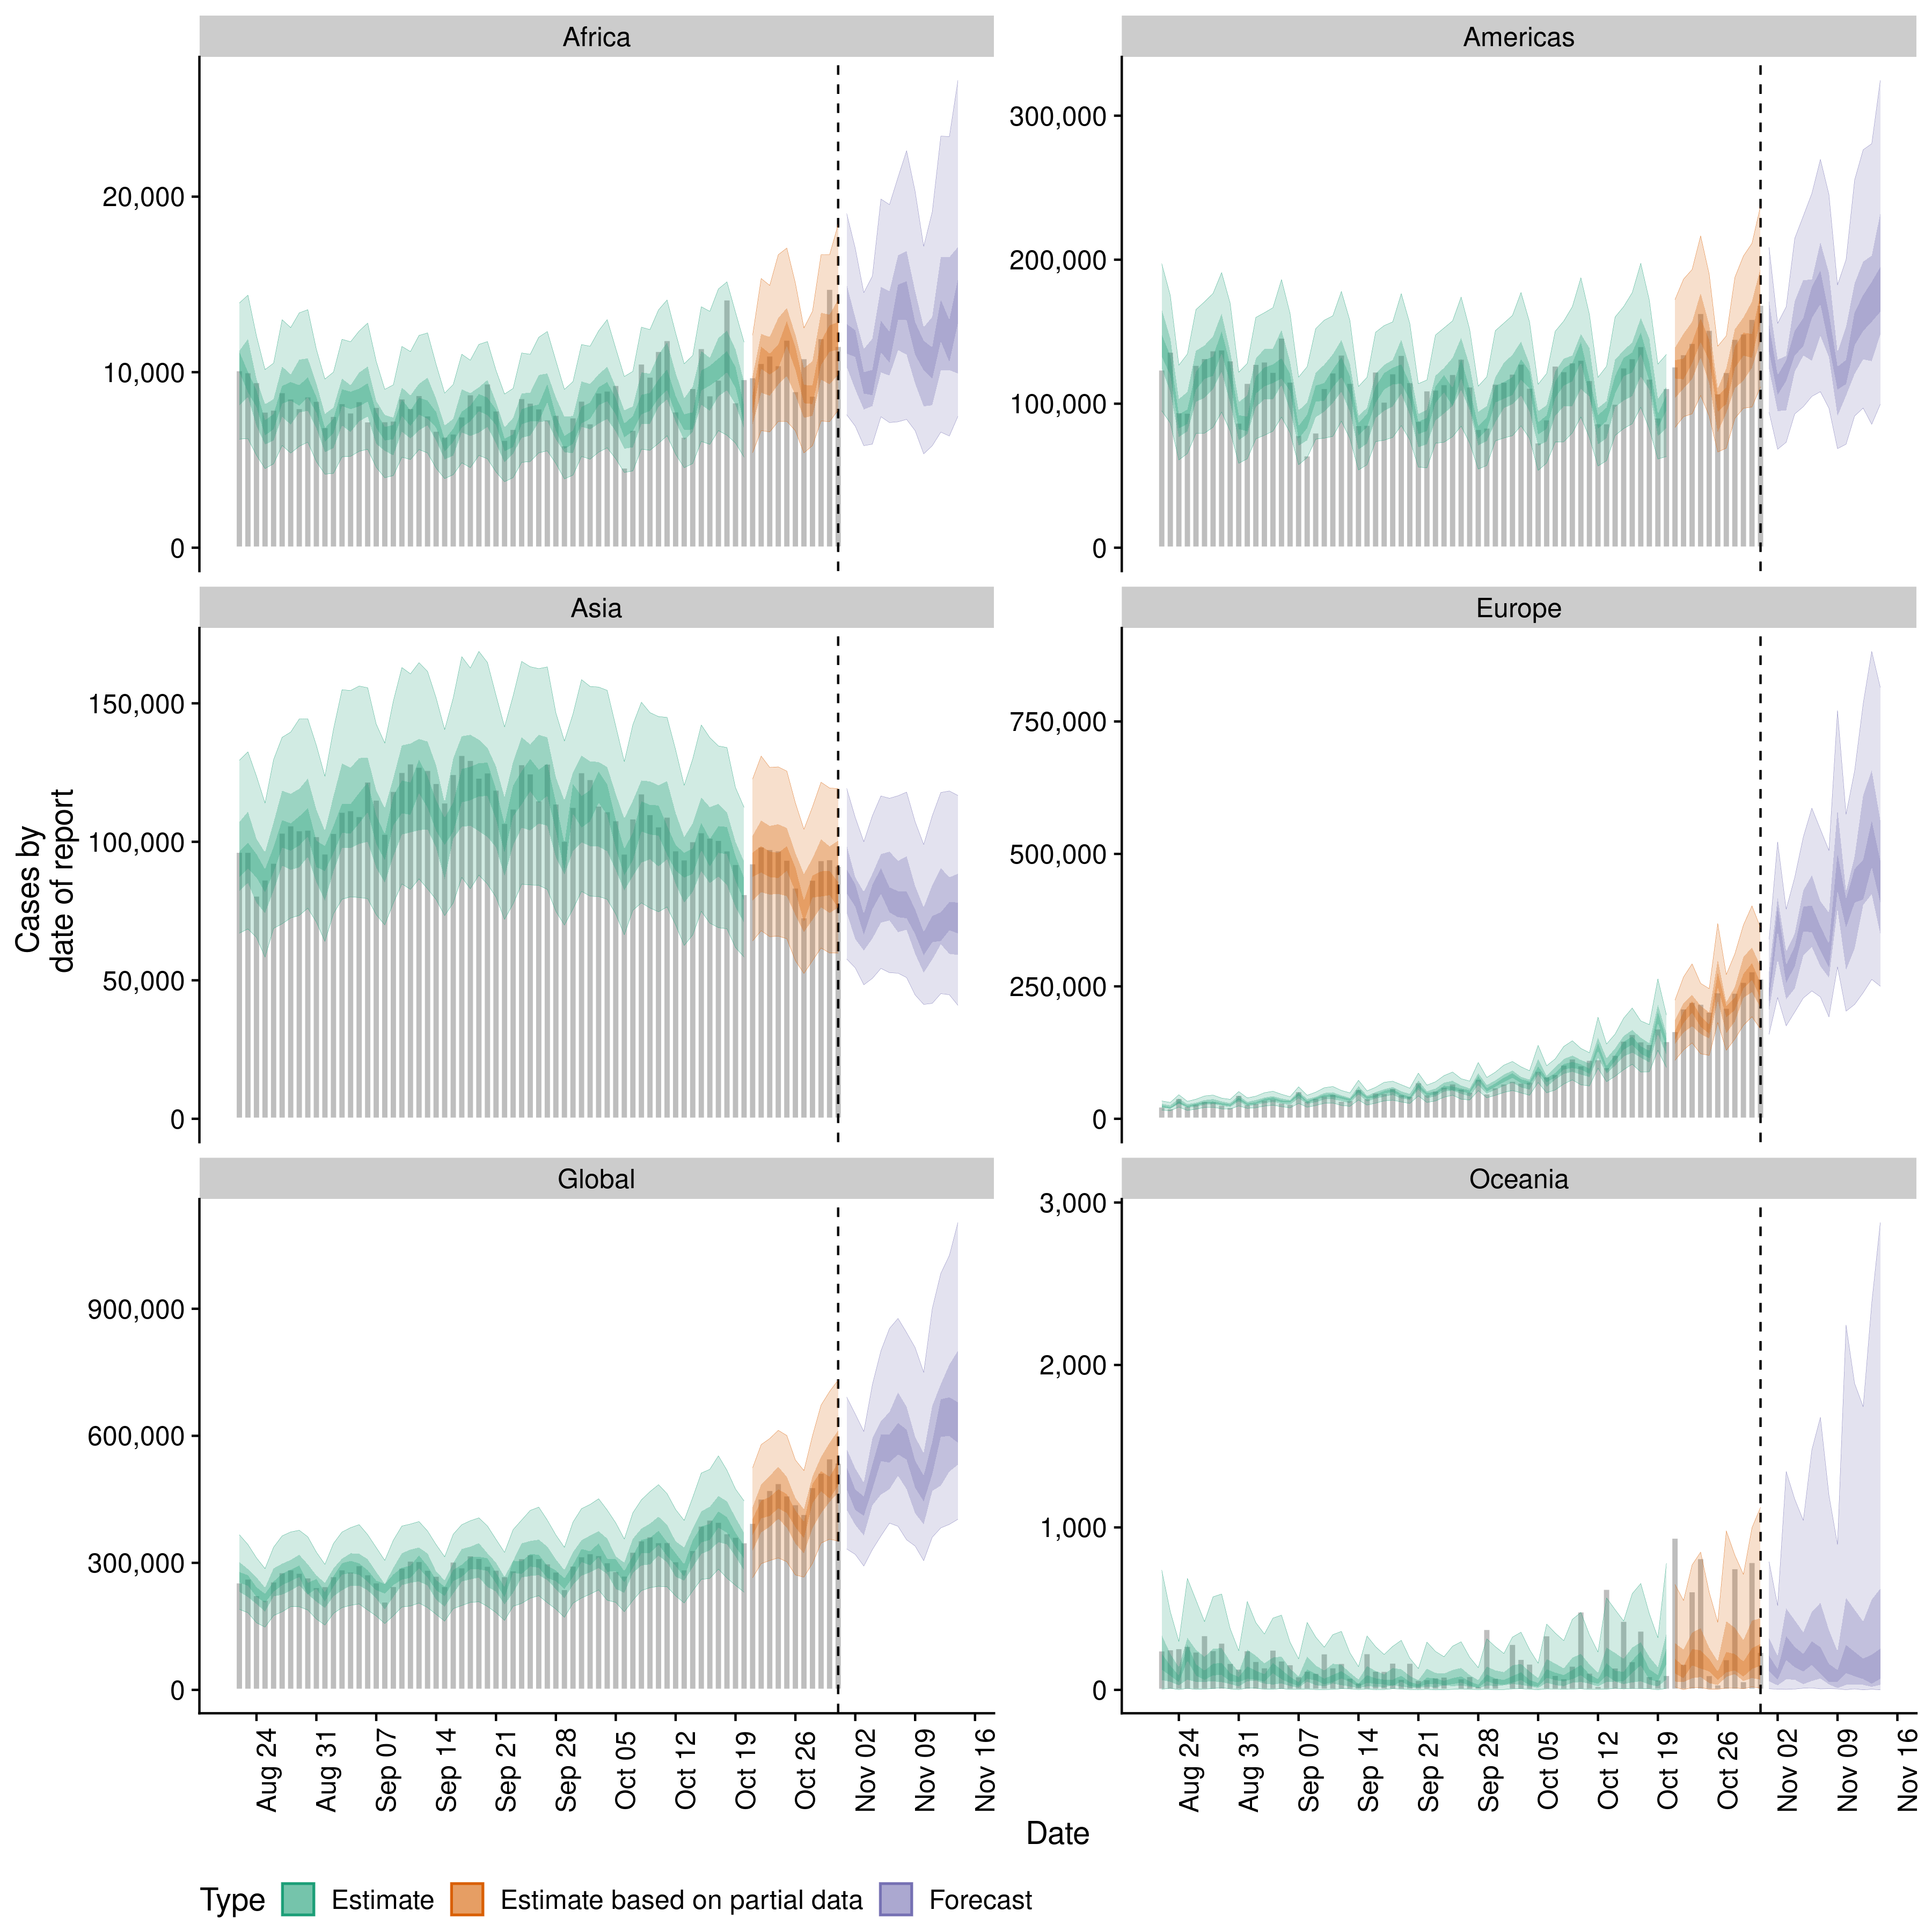 Africa
Americas
20,000
10,000
0
300,000
200,000
100,000
0
Asia
Europe
150,000
100,000
50,000
0
750,000
500,000
250,000
0
Global
Oceania
900,000
600,000
300,000
0
3,000
2,000
1,000
0
Cases by
date of report
Aug 24
Aug 31
Sep 07
Sep 14
Sep 21
Sep 28
Oct 05
Oct 12
Oct 19
Oct 26
Nov 02
Nov 09
Nov 16
Aug 24
Aug 31
Sep 07
Sep 14
Sep 21
Sep 28
Oct 05
Oct 12
Oct 19
Oct 26
Nov 02
Nov 09
Nov 16
Date
Type Estimate Estimate based on partial data Forecast